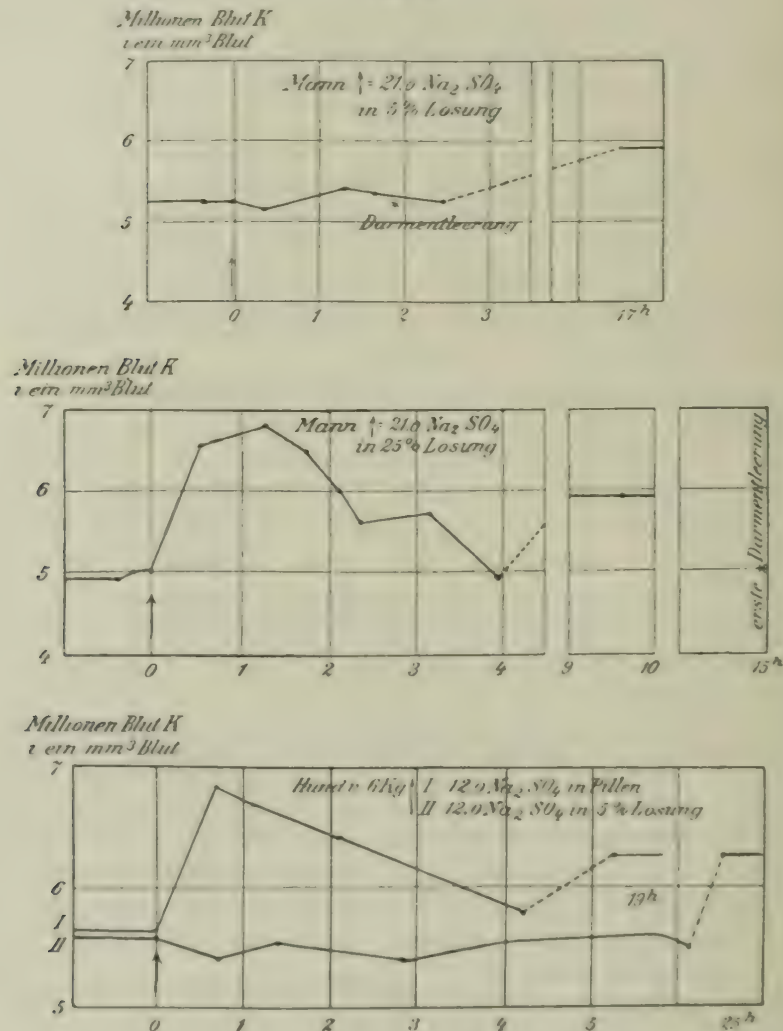 Millionen Blut K
i ein mm³ Blut
7
Mann ↑= 21.0 Na₂ SO₄
in 5% Losung
6
5
Darmentleerung
4
0 1 2 3 17ʰ
Millionen Blut K
i ein mm³ Blut
7
Mann ↑= 21.0 Na₂ SO₄
in 25% Losung
6
5
4
erste Darmentleerung
0 1 2 3 4 9 10 15ʰ
Millionen Blut K
i ein mm³ Blut
7
Hund v. 6 Kg ↑ I 12.0 Na₂ SO₄ in Pillen
II 12.0 Na₂ SO₄ in 5% Losung
6
19ʰ
I
II
5
0 1 2 3 4 5 25ʰ